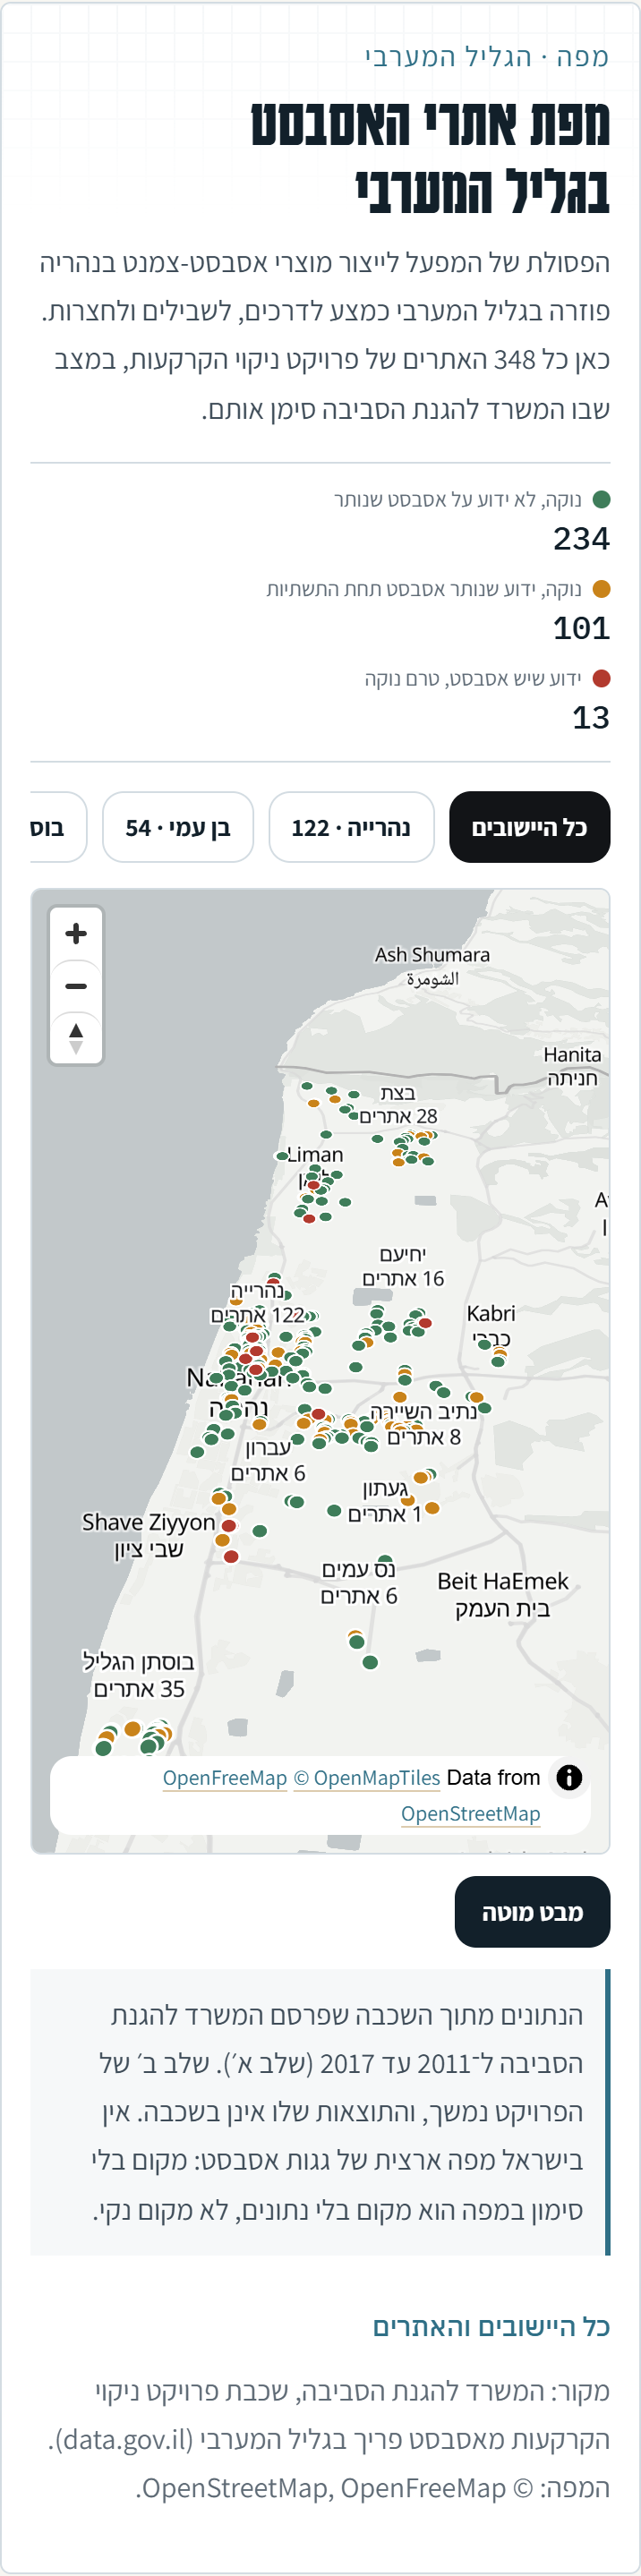 מפה · הגליל המערבי
מפת אתרי האסבסט
בגליל המערבי
הפסולת של המפעל לייצור מוצרי אסבסט-צמנט בנהריה
פוזרה בגליל המערבי כמצע לדרכים, לשבילים ולחצרות.
כאן כל 348 האתרים של פרויקט ניקוי הקרקעות, במצב
שבו המשרד להגנת הסביבה סימן אותם.
נוקה, לא ידוע על אסבסט שנותר
234
נוקה, ידוע שנותר אסבסט תחת התשתיות
101
ידוע שיש אסבסט, טרם נוקה
13
כל היישובים
נהרייה · 122
בן עמי · 54
בוס
Ash Shumara
الشومرة
Hanita
חניתה
בצת
28 אתרים
Liman
יחיעם
16 אתרים
נהרייה
122 אתרים
Kabri
כברי
נתיב השיירה
8 אתרים
עברון
6 אתרים
געתון
1 אתרים
Shave Ziyyon
שבי ציון
נס עמים
6 אתרים
Beit HaEmek
בית העמק
בוסתן הגליל
35 אתרים
OpenFreeMap © OpenMapTiles Data from
OpenStreetMap
מבט מוטה
הנתונים מתוך השכבה שפרסם המשרד להגנת
הסביבה ל־2011 עד 2017 (שלב א׳). שלב ב׳ של
הפרויקט נמשך, והתוצאות שלו אינן בשכבה. אין
בישראל מפה ארצית של גגות אסבסט: מקום בלי
סימון במפה הוא מקום בלי נתונים, לא מקום נקי.
כל היישובים והאתרים
מקור: המשרד להגנת הסביבה, שכבת פרויקט ניקוי
הקרקעות מאסבסט פריך בגליל המערבי (data.gov.il).
המפה: © OpenStreetMap, OpenFreeMap.